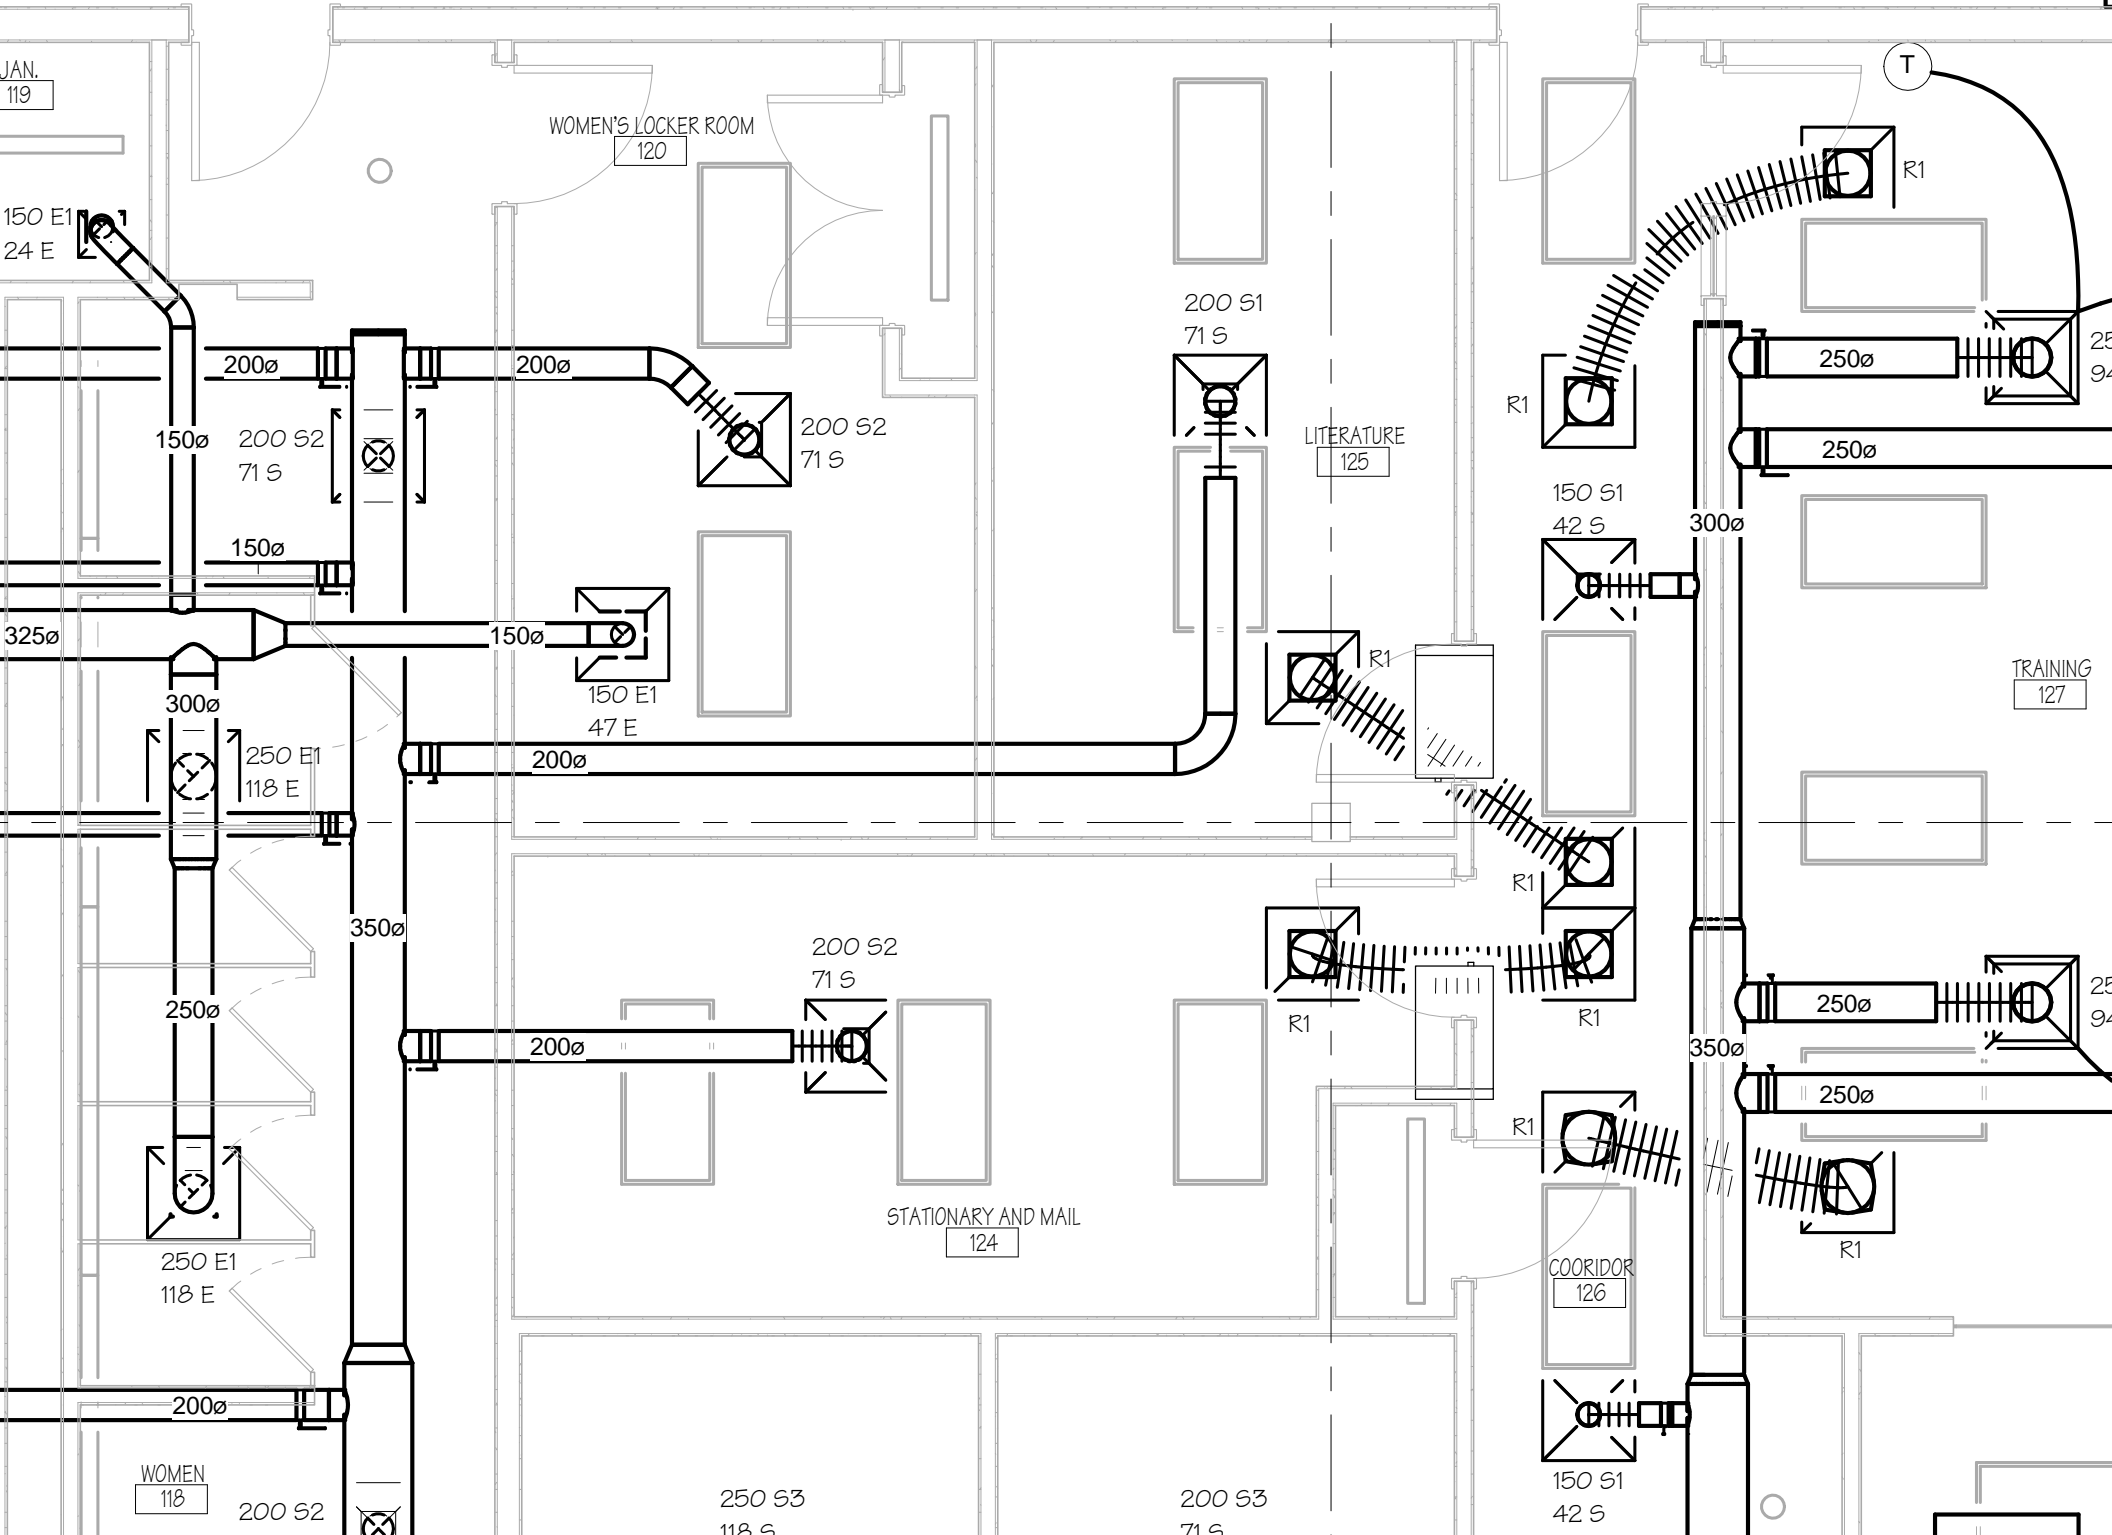 T
JAN.
119
WOMEN'S LOCKER ROOM
120
R1
150 E1
24 E
200 S1
71 S
200ø
200ø
250ø
R1
150ø
200 S2
71 S
200 S2
71 S
LITERATURE
125
250ø
150 S1
42 S
300ø
150ø
325ø
150ø
R1
TRAINING
127
150 E1
47 E
300ø
250 E1
118 E
200ø
R1
350ø
200 S2
71 S
250ø
250ø
R1
R1
200ø
350ø
250ø
R1
STATIONARY AND MAIL
124
R1
250 E1
118 E
COORIDOR
126
200ø
WOMEN
118
200 S2
250 S3
118 S
200 S3
71 S
150 S1
42 S